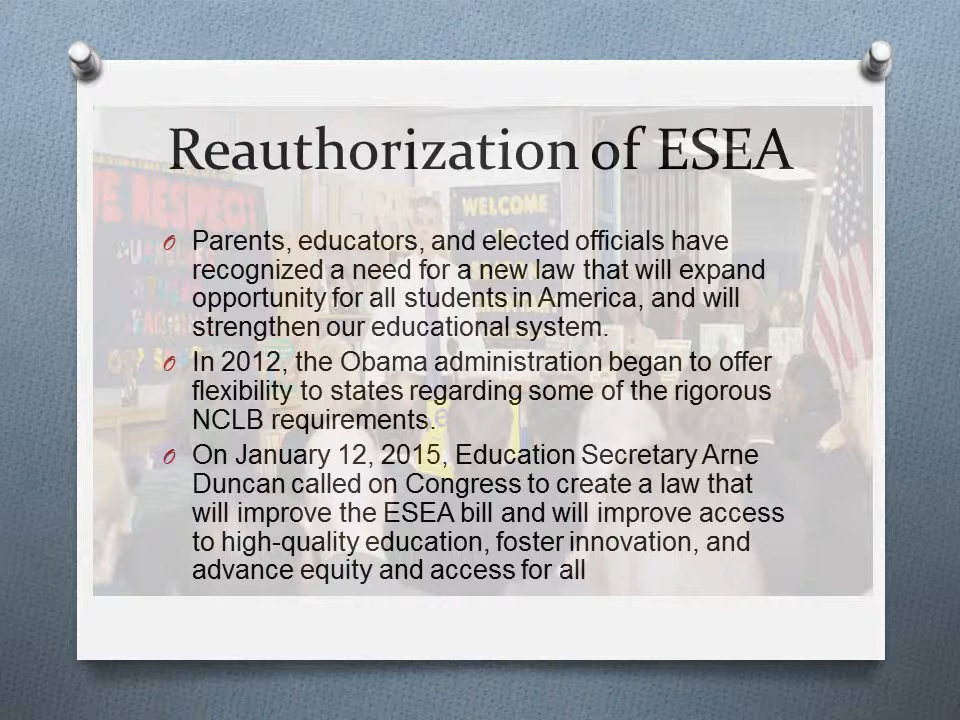 Reauthorization of ESEA
E RESPECT
WELCOME
Parents, educators, and elected officials have
recognized a need for a new law that will expand
opportunity for all students in America, and will
strengthen our educational system.
In 2012, the Obama administration began to offer
flexibility to states regarding some of the rigorous
NCLB requirements.
On January 12, 2015, Education Secretary Arne
Duncan called on Congress to create a law that
will improve the ESEA bill and will improve access
to high-quality education, foster innovation, and
advance equity and access for all